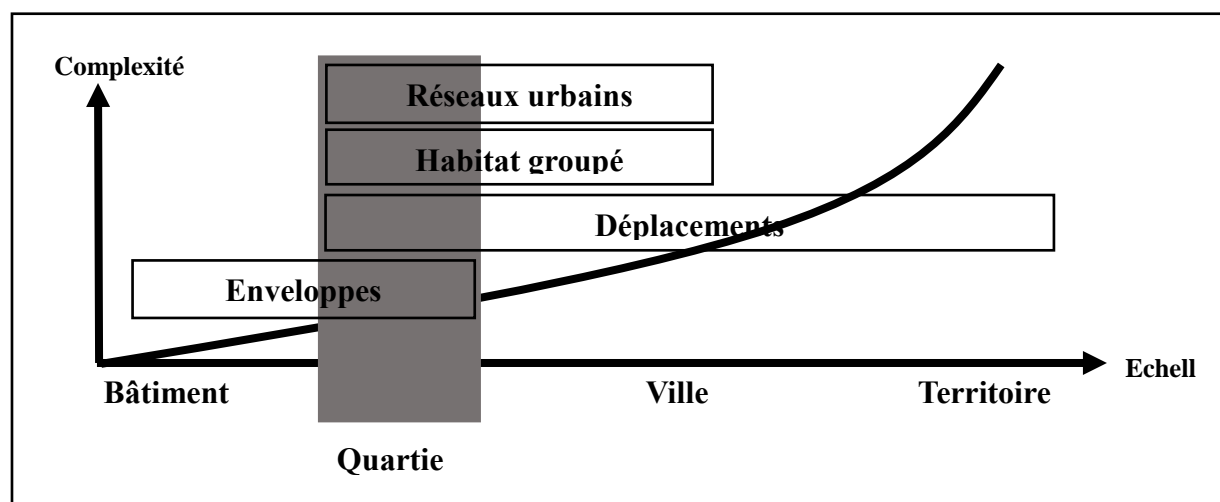 Complexité
Réseaux urbains
Habitat groupé
Déplacements
Enveloppes
Echell
Bâtiment
Ville
Territoire
Quartie